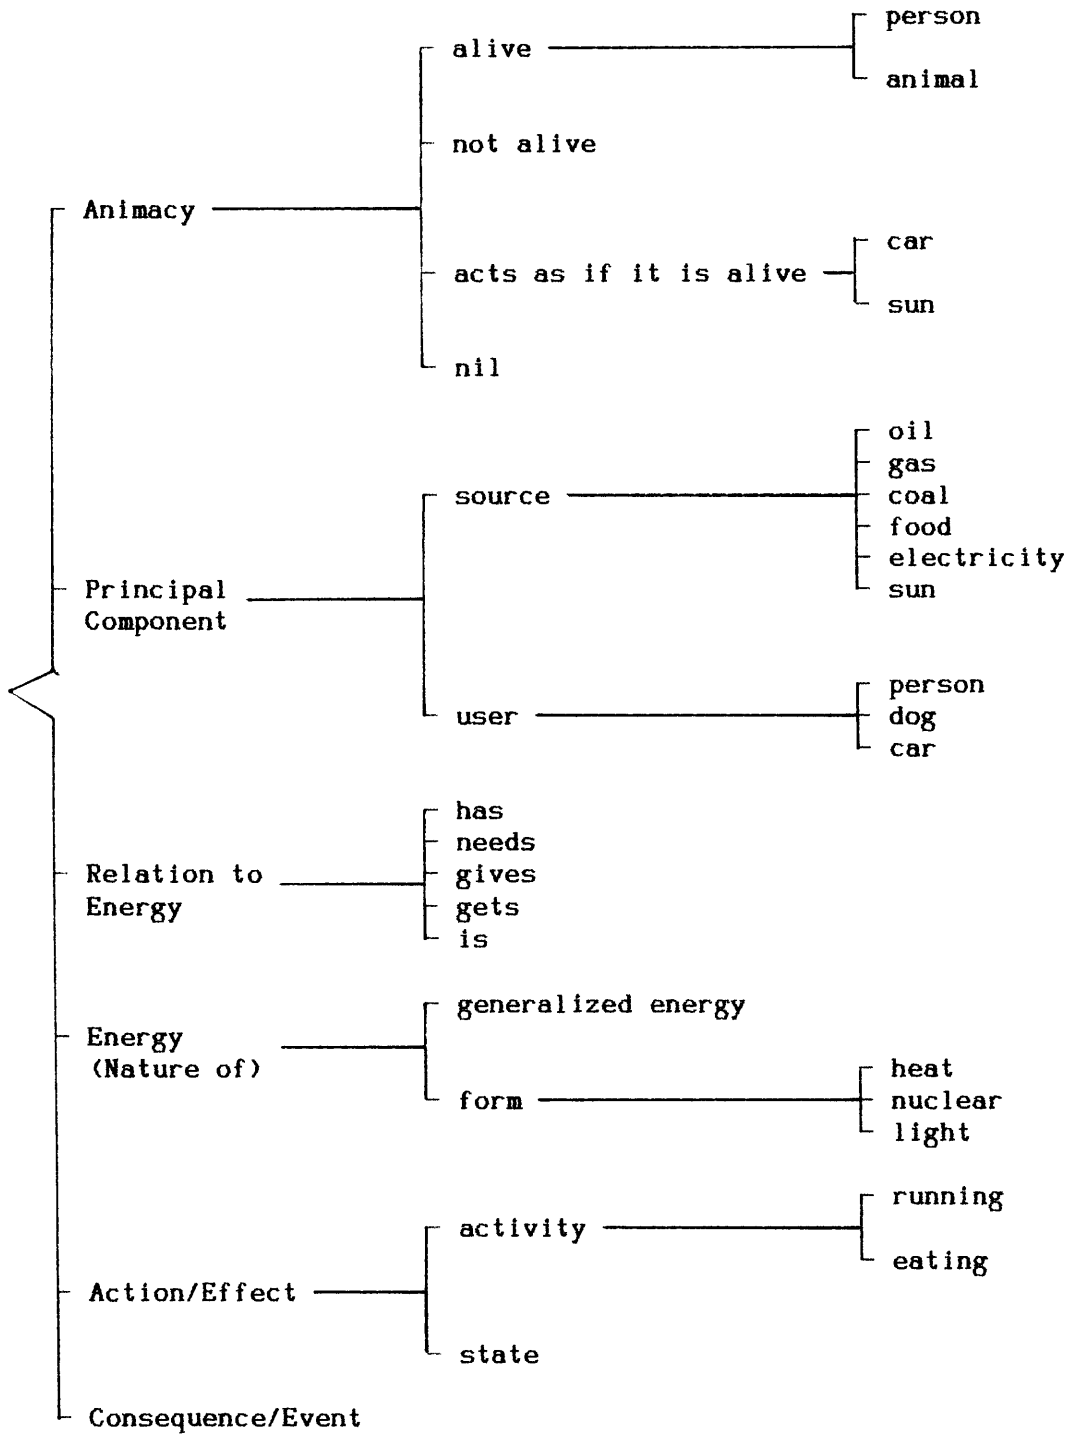 person
alive
animal
not alive
Animacy
car
acts as if it is alive
sun
nil
oil
gas
source
coal
food
electricity
Principal
Component
sun
person
user
dog
car
has
needs
Relation to
Energy
gives
gets
is
generalized energy
Energy
(Nature of)
heat
form
nuclear
light
running
activity
eating
Action/Effect
state
Consequence/Event